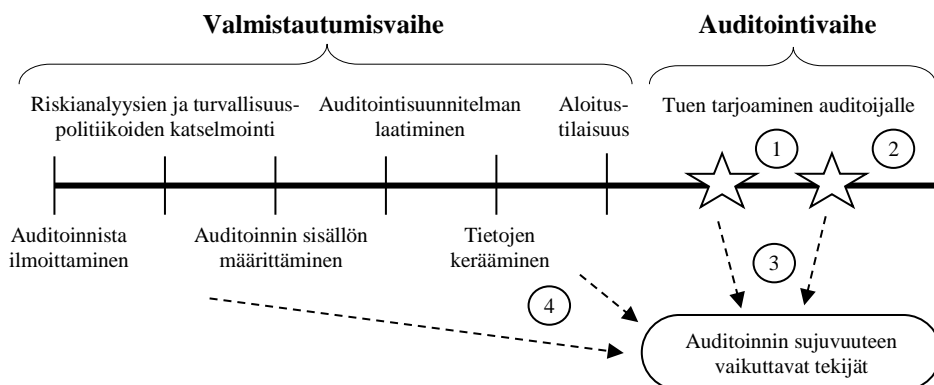 Valmistautumisvaihe
Auditointivaihe
Riskianalyysien ja turvallisuus-
politiikoiden katselmointi
Auditointisuunnitelman
laatiminen
Aloitus-
tilaisuus
Tuen tarjoaminen auditoijalle
1
2
Auditoinnista
ilmoittaminen
Auditoinnin sisällön
määrittäminen
Tietojen
kerääminen
3
4
Auditoinnin sujuvuuteen
vaikuttavat tekijät